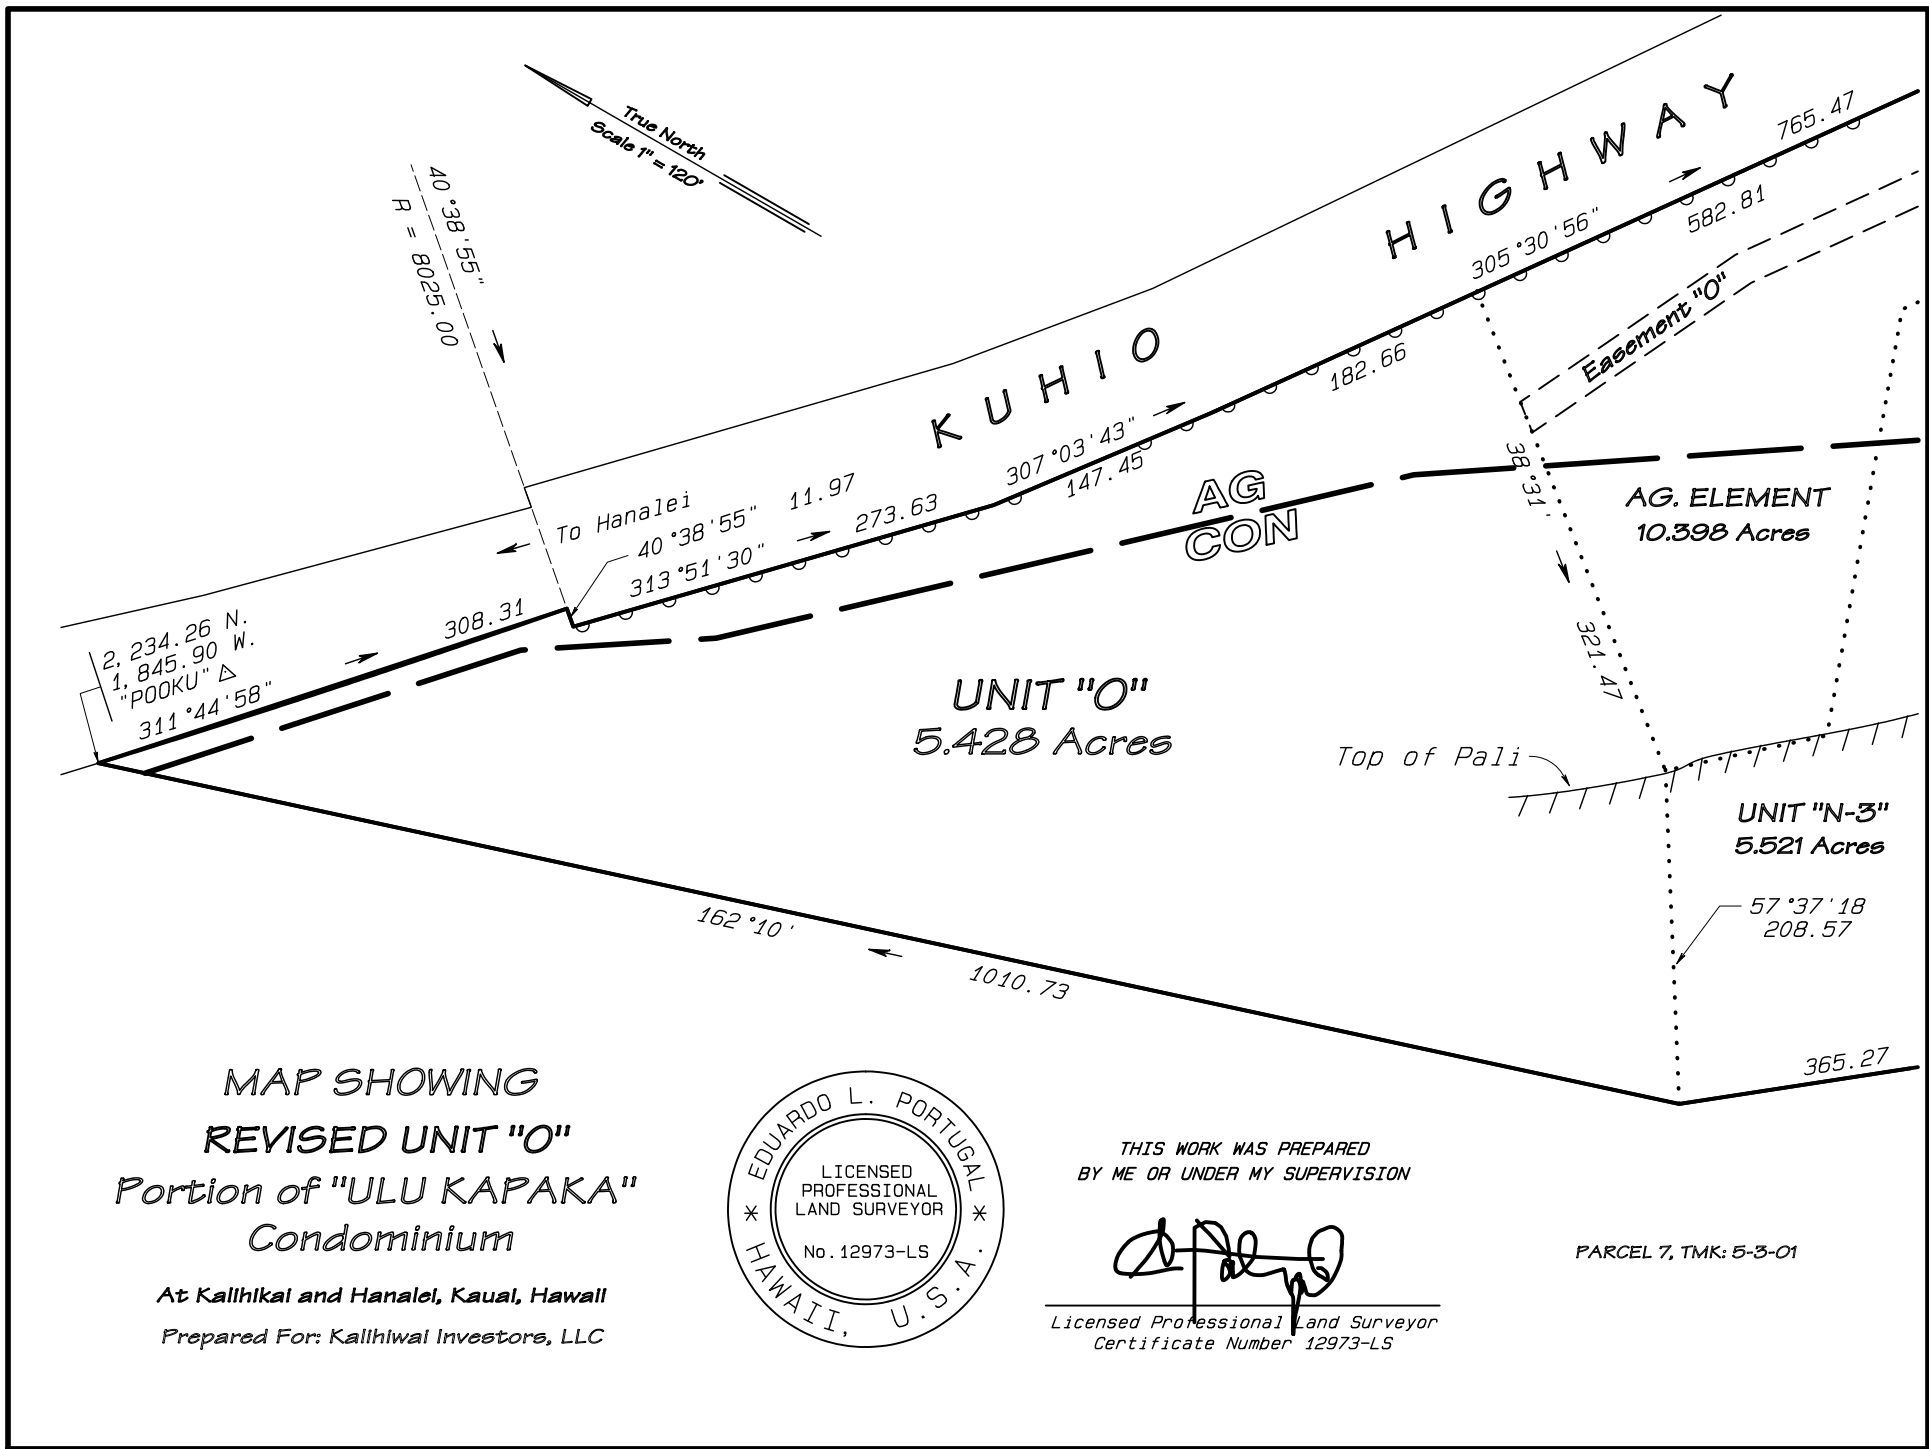 True North
Scale 1" = 120'
40°38'55"
R = 8025.00
KUHIO HIGHWAY
765.47
582.81
305°30'56"
Easement "O"
182.66
307°03'43"
147.45
To Hanalei
11.97
40°38'55"
273.63
313°51'30"
AG
CON
38°31'
321.47
AG. ELEMENT
10.398 Acres
308.31
2,234.26 N.
1,845.90 W.
"POOKU"
311°44'58"
UNIT "O"
5.428 Acres
Top of Pali
UNIT "N-3"
5.521 Acres
57°37'18
208.57
162°10'
1010.73
365.27
MAP SHOWING
REVISED UNIT "O"
Portion of "ULU KAPAKA"
Condominium
At Kalihikai and Hanalei, Kauai, Hawaii
Prepared For: Kalihiwai Investors, LLC
* EDUARDO L. PORTUGAL *
HAWAII, U.S.A.
LICENSED
PROFESSIONAL
LAND SURVEYOR
No. 12973-LS
THIS WORK WAS PREPARED
BY ME OR UNDER MY SUPERVISION
Licensed Professional Land Surveyor
Certificate Number 12973-LS
PARCEL 7, TMK: 5-3-01